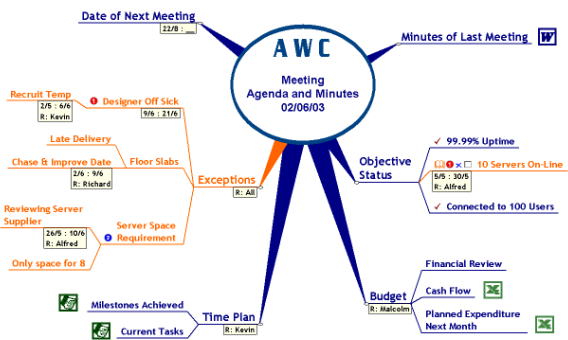 AWC
Meeting
Agenda and Minutes
02/06/03
Date of Next Meeting
22/8 : __
Minutes of Last Meeting
W
Objective
Status
99.99% Uptime
1 10 Servers On-Line
5/5 : 30/5
R: Alfred
Connected to 100 Users
Budget
R: Malcolm
Financial Review
Cash Flow
Planned Expenditure
Next Month
Time Plan
R: Kevin
Milestones Achieved
Current Tasks
Exceptions
R: All
1 Designer Off Sick
9/6 : 21/6
Recruit Temp
2/5 : 6/6
R: Kevin
Floor Slabs
Late Delivery
Chase & Improve Date
2/6 : 9/6
R: Richard
2 Server Space
Requirement
Reviewing Server
Supplier
26/5 : 10/6
R: Alfred
Only space for 8